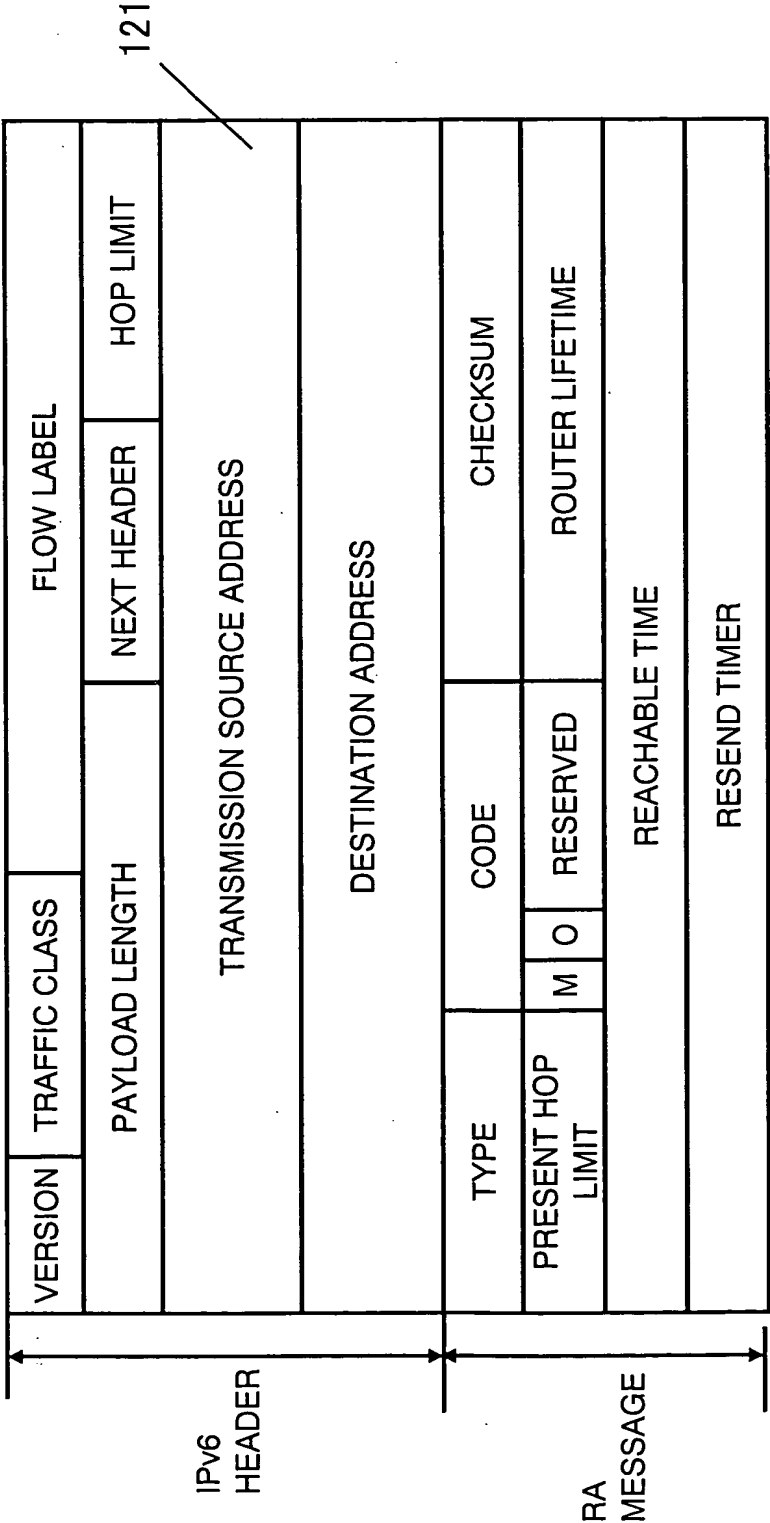 121
IPv6
HEADER
VERSION
TRAFFIC CLASS
FLOW LABEL
PAYLOAD LENGTH
NEXT HEADER
HOP LIMIT
TRANSMISSION SOURCE ADDRESS
DESTINATION ADDRESS
RA
MESSAGE
TYPE
CODE
CHECKSUM
PRESENT HOP
LIMIT
M
O
RESERVED
ROUTER LIFETIME
REACHABLE TIME
RESEND TIMER